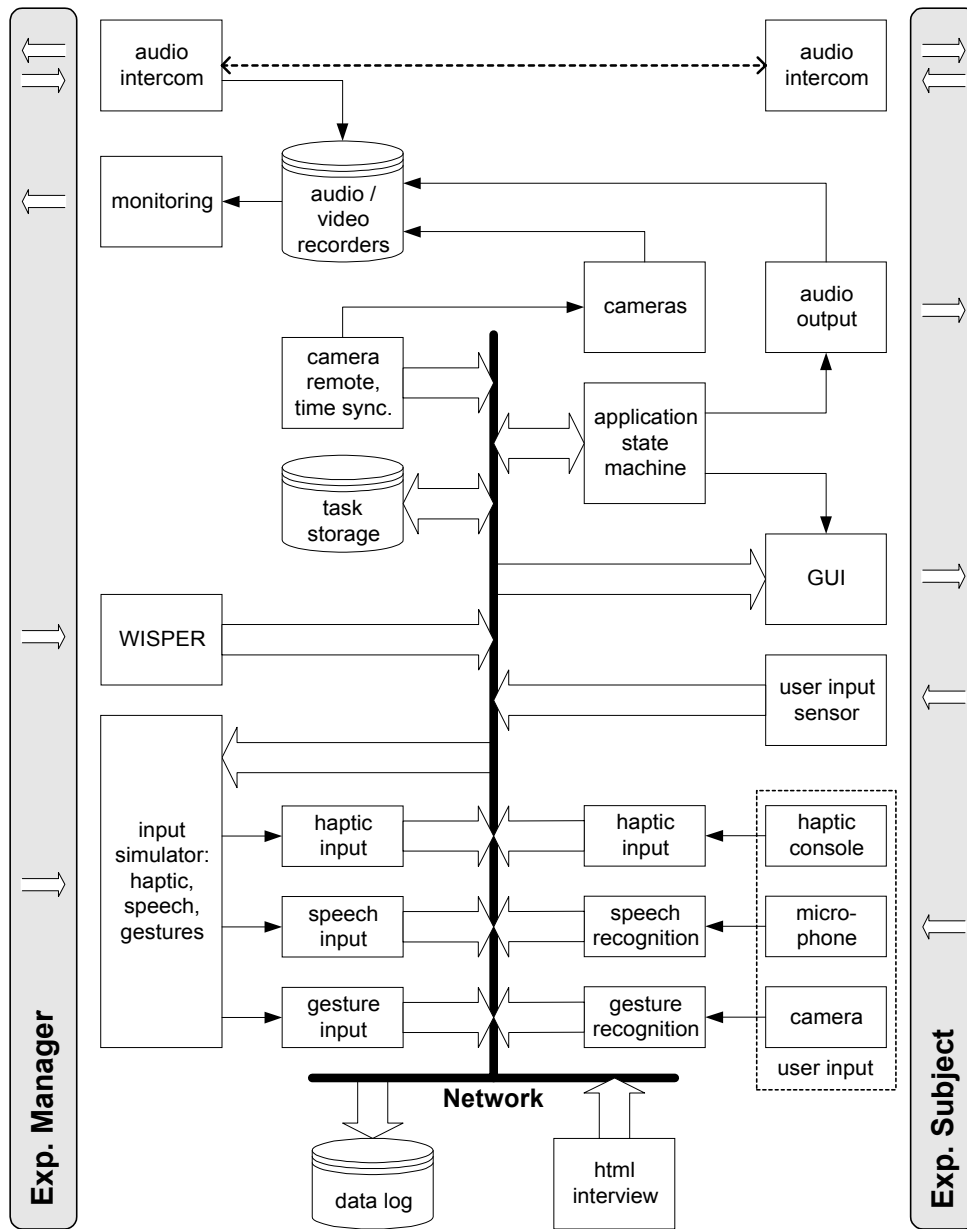 audio
intercom
audio
intercom
monitoring
audio /
video
recorders
cameras
audio
output
camera
remote,
time sync.
application
state
machine
task
storage
GUI
WISPER
user input
sensor
input
simulator:
haptic,
speech,
gestures
haptic
input
haptic
input
haptic
console
speech
input
speech
recognition
micro-
phone
gesture
input
gesture
recognition
camera
user input
Network
data log
html
interview
Exp. Manager
Exp. Subject